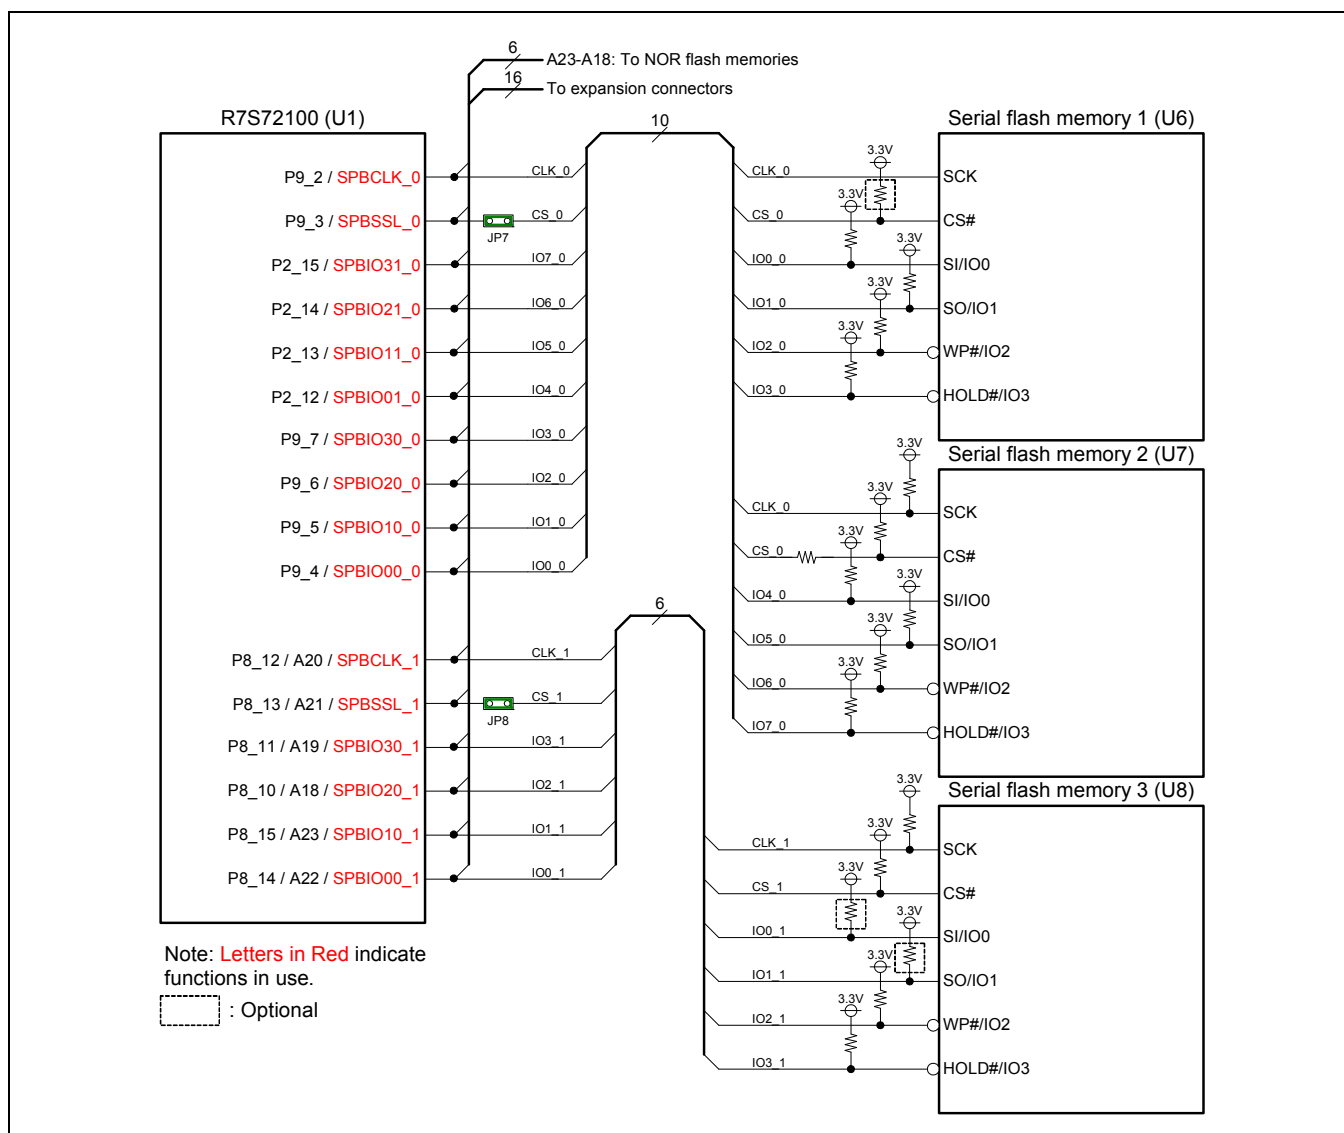 6
A23-A18: To NOR flash memories
16
To expansion connectors
R7S72100 (U1)
P9_2 / SPBCLK_0
P9_3 / SPBSSL_0
P2_15 / SPBIO31_0
P2_14 / SPBIO21_0
P2_13 / SPBIO11_0
P2_12 / SPBIO01_0
P9_7 / SPBIO30_0
P9_6 / SPBIO20_0
P9_5 / SPBIO10_0
P9_4 / SPBIO00_0
P8_12 / A20 / SPBCLK_1
P8_13 / A21 / SPBSSL_1
P8_11 / A19 / SPBIO30_1
P8_10 / A18 / SPBIO20_1
P8_15 / A23 / SPBIO10_1
P8_14 / A22 / SPBIO00_1
CLK_0
CS_0
JP7
IO7_0
IO6_0
IO5_0
IO4_0
IO3_0
IO2_0
IO1_0
IO0_0
CLK_1
CS_1
JP8
IO3_1
IO2_1
IO1_1
IO0_1
10
6
Serial flash memory 1 (U6)
CLK_0
3.3V
SCK
CS_0
3.3V
CS#
IO0_0
3.3V
SI/IO0
IO1_0
3.3V
SO/IO1
IO2_0
3.3V
WP#/IO2
IO3_0
HOLD#/IO3
Serial flash memory 2 (U7)
3.3V
CLK_0
3.3V
SCK
CS_0
3.3V
CS#
IO4_0
3.3V
SI/IO0
IO5_0
3.3V
SO/IO1
IO6_0
3.3V
WP#/IO2
IO7_0
HOLD#/IO3
Serial flash memory 3 (U8)
3.3V
CLK_1
3.3V
SCK
CS_1
3.3V
CS#
IO0_1
3.3V
SI/IO0
IO1_1
3.3V
SO/IO1
IO2_1
3.3V
WP#/IO2
IO3_1
HOLD#/IO3
Note: Letters in Red indicate
functions in use.
: Optional